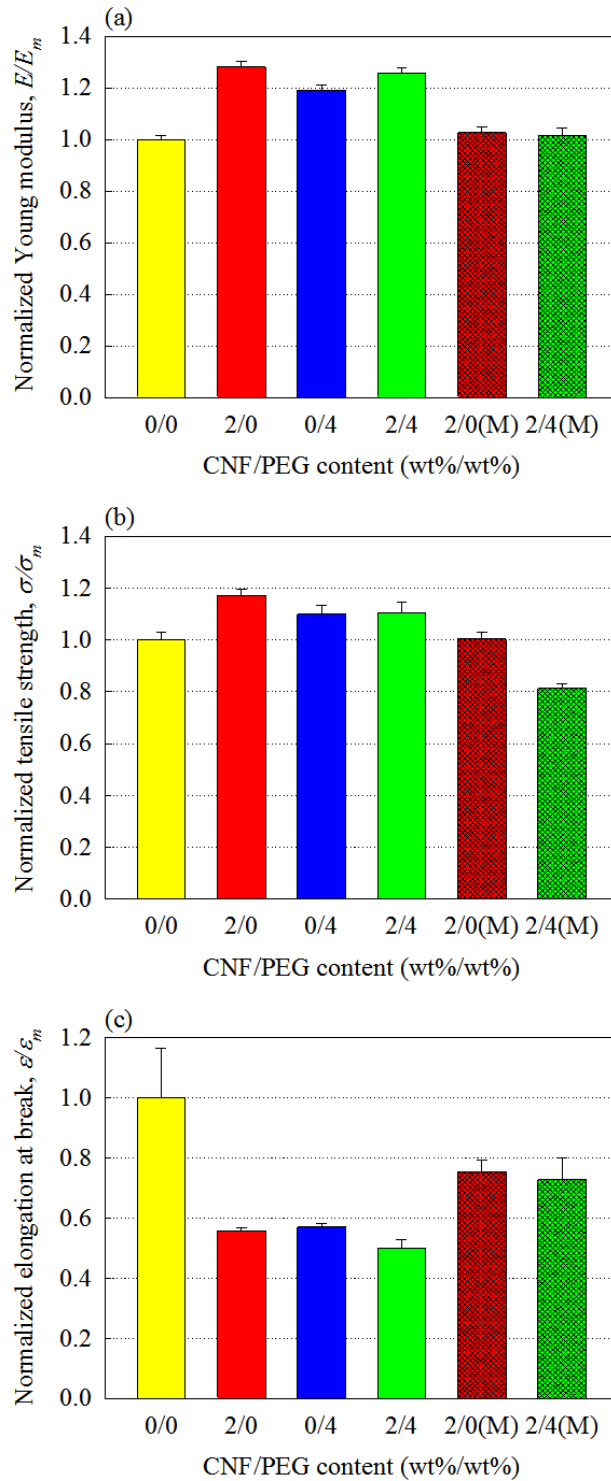 (a)
Normalized Young modulus, E/Eₘ
1.4
1.2
1.0
0.8
0.6
0.4
0.2
0.0
0/0 2/0 0/4 2/4 2/0(M) 2/4(M)
CNF/PEG content (wt%/wt%)
(b)
Normalized tensile strength, σ/σₘ
1.4
1.2
1.0
0.8
0.6
0.4
0.2
0.0
0/0 2/0 0/4 2/4 2/0(M) 2/4(M)
CNF/PEG content (wt%/wt%)
(c)
Normalized elongation at break, ε/εₘ
1.2
1.0
0.8
0.6
0.4
0.2
0.0
0/0 2/0 0/4 2/4 2/0(M) 2/4(M)
CNF/PEG content (wt%/wt%)